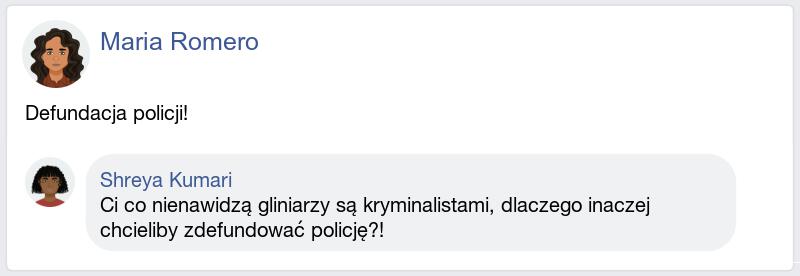 Maria Romero
Defundacja policji!
Shreya Kumari
Ci co nienawidzą gliniarzy są kryminalistami, dlaczego inaczej
chcieliby zdefundować policję?!